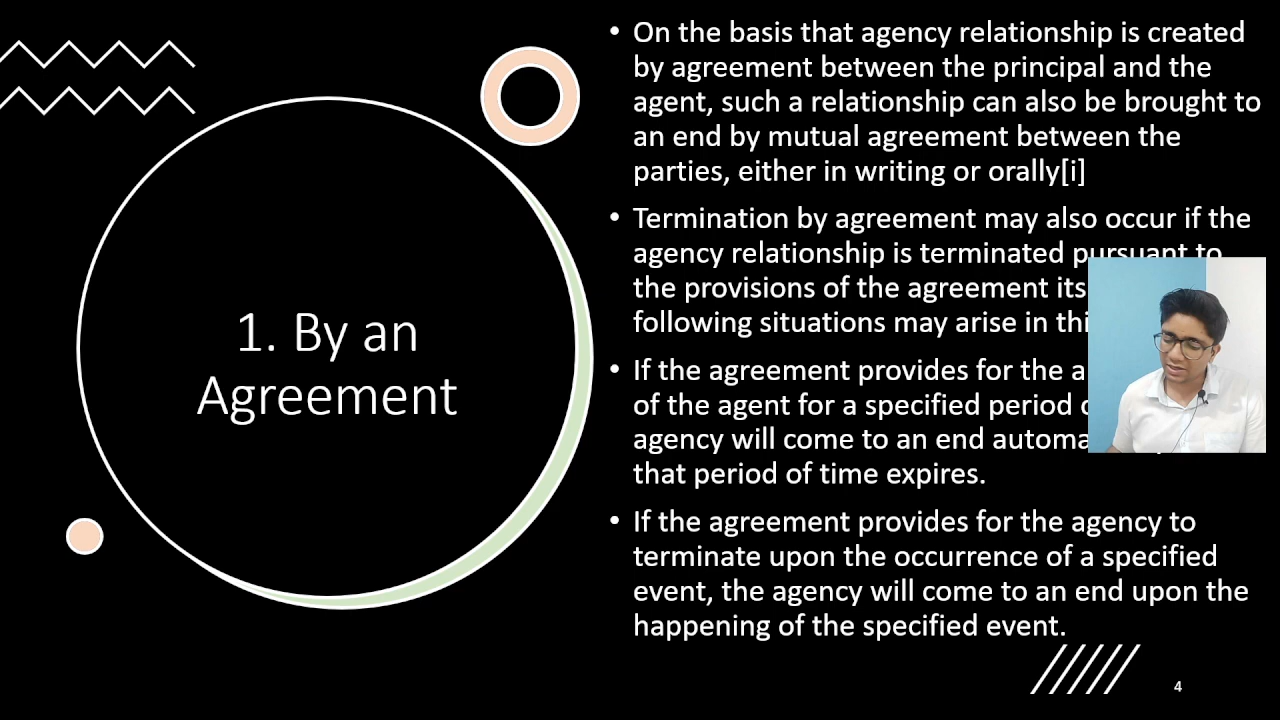 1. By an
Agreement
• On the basis that agency relationship is created
by agreement between the principal and the
agent, such a relationship can also be brought to
an end by mutual agreement between the
parties, either in writing or orally[i]
• Termination by agreement may also occur if the
agency relationship is terminated pursuant to
the provisions of the agreement
following situations may arise in
• If the agreement provides for the
of the agent for a specified period
agency will come to an end
that period of time expires.
• If the agreement provides for the agency to
terminate upon the occurrence of a specified
event, the agency will come to an end upon the
happening of the specified event.
4